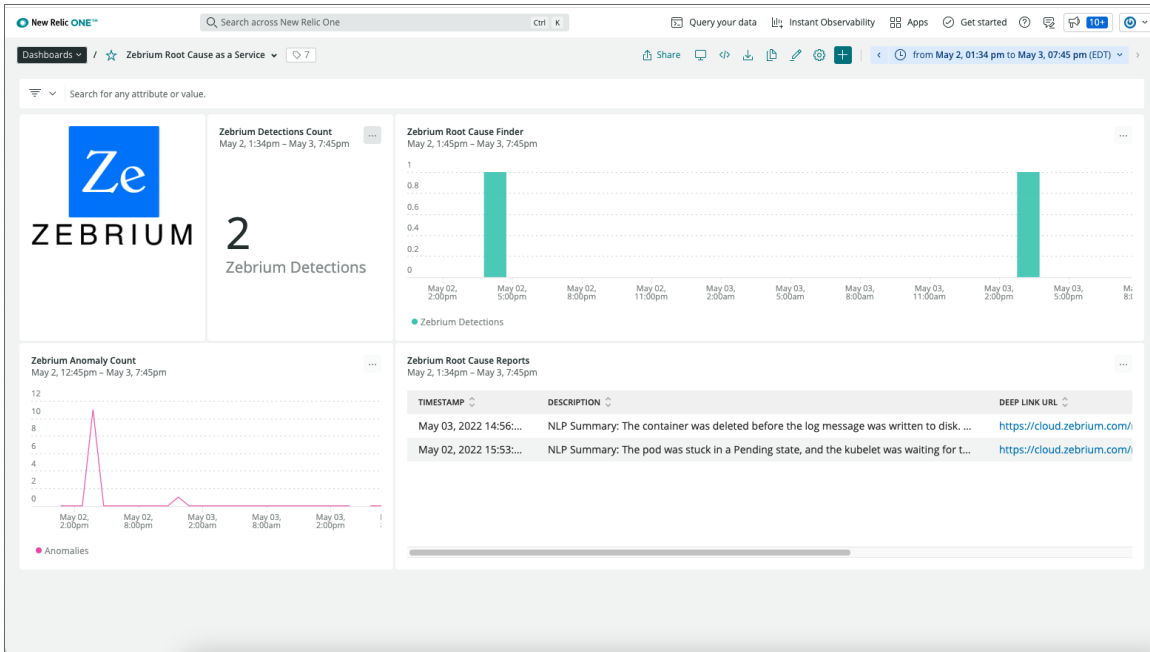 New Relic ONE™
Search across New Relic One
Ctrl K
Query your data
Instant Observability
Apps
Get started
10+
Dashboards / Zebrium Root Cause as a Service 7
Share
from May 2, 01:34 pm to May 3, 07:45 pm (EDT)
Search for any attribute or value.
Ze
ZEBRIUM
Zebrium Detections Count
May 2, 1:34pm – May 3, 7:45pm
2
Zebrium Detections
Zebrium Root Cause Finder
May 2, 1:45pm – May 3, 7:45pm
1
0.8
0.6
0.4
0.2
0
May 02, 2:00pm
May 02, 5:00pm
May 02, 8:00pm
May 02, 11:00pm
May 03, 2:00am
May 03, 5:00am
May 03, 8:00am
May 03, 11:00am
May 03, 2:00pm
May 03, 5:00pm
Zebrium Detections
Zebrium Anomaly Count
May 2, 12:45pm – May 3, 7:45pm
12
10
8
6
4
2
0
May 02, 2:00pm
May 02, 8:00pm
May 03, 2:00am
May 03, 8:00am
May 03, 2:00pm
Anomalies
Zebrium Root Cause Reports
May 2, 1:34pm – May 3, 7:45pm
TIMESTAMP DESCRIPTION DEEP LINK URL
May 03, 2022 14:56:... NLP Summary: The container was deleted before the log message was written to disk. ... https://cloud.zebrium.com/
May 02, 2022 15:53:... NLP Summary: The pod was stuck in a Pending state, and the kubelet was waiting for t... https://cloud.zebrium.com/